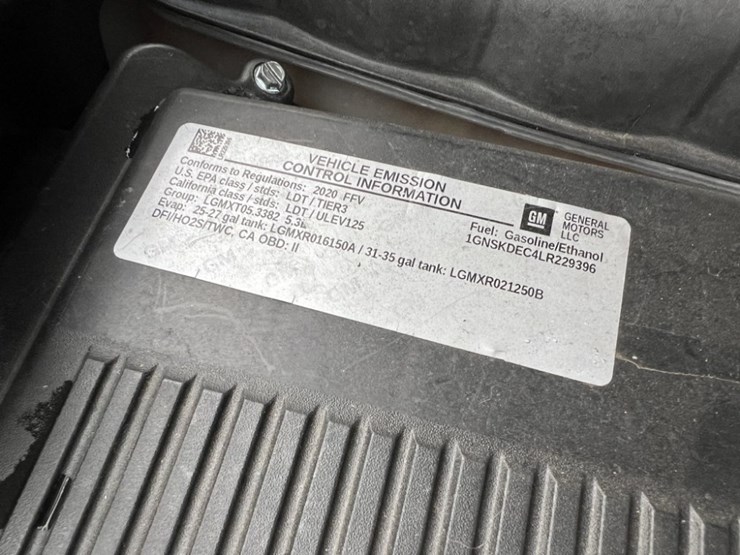 VEHICLE EMISSION
CONTROL INFORMATION
Conforms to Regulations: 2020 FFV
U.S. EPA class / stds: LDT / TIER3
California class / stds: LDT / ULEV125
Group: LGMXT05.3382 5.3L
Evap: 25-27 gal tank: LGMXR016150A / 31-35 gal tank: LGMXR021250B
DFI/HO2S/TWC, CA OBD: II
GM
GENERAL
MOTORS
LLC
Fuel: Gasoline/Ethanol
1GNSKDEC4LR229396